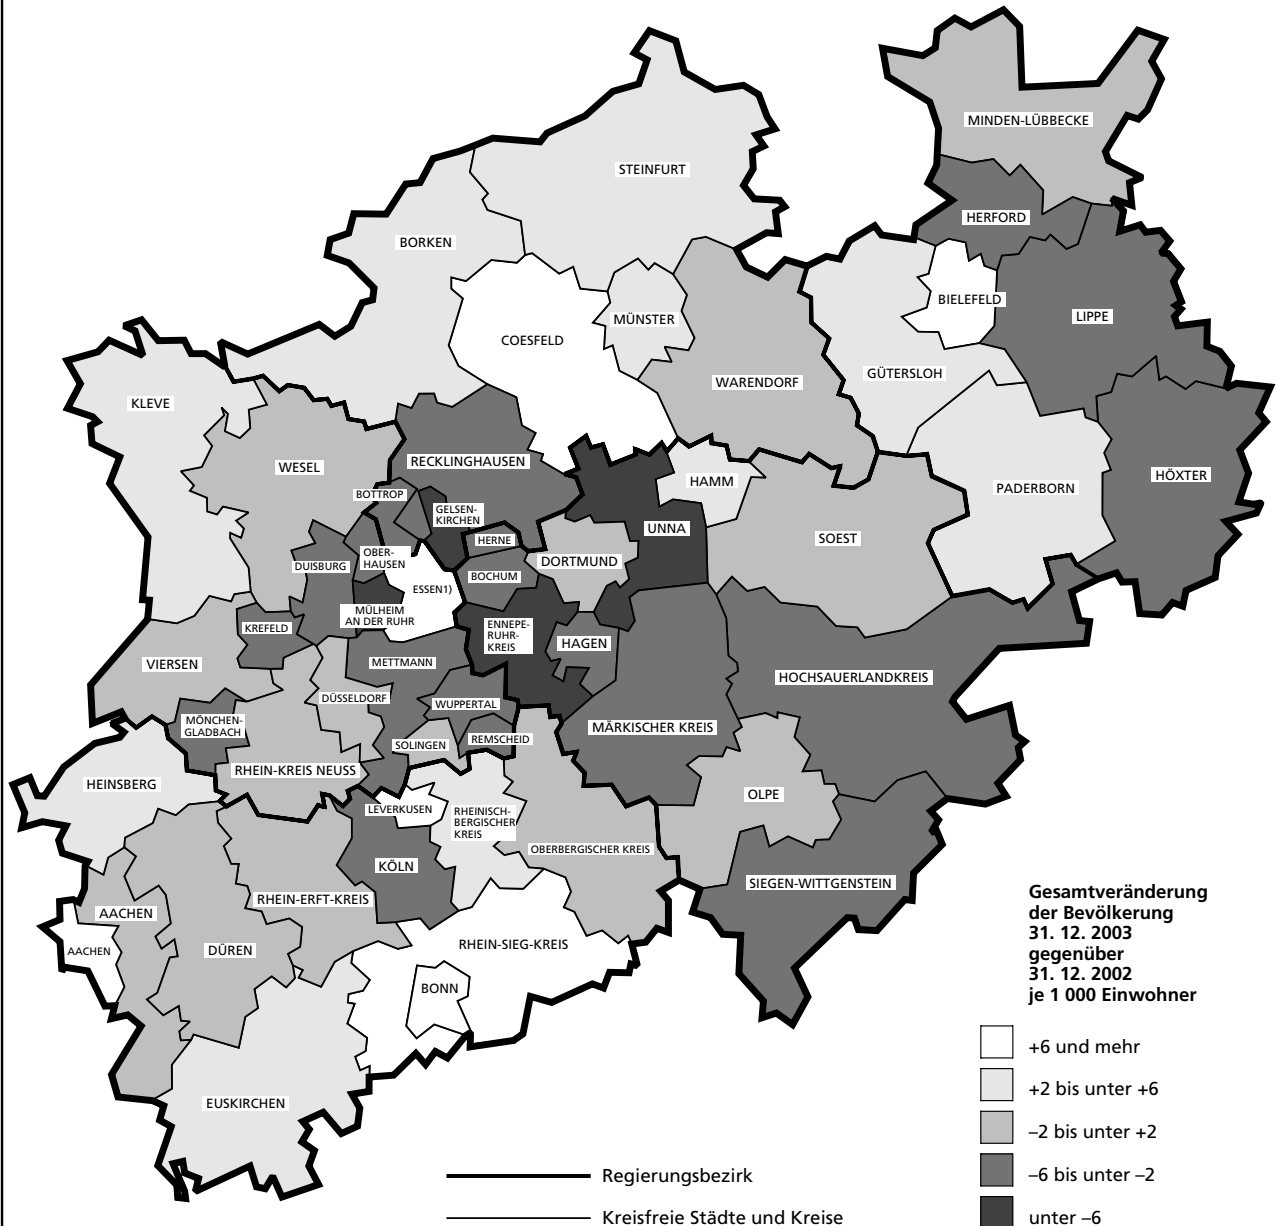 MINDEN-LÜBBECKE
STEINFURT
HERFORD
BORKEN
BIELEFELD
LIPPE
MÜNSTER
COESFELD
GÜTERSLOH
WARENDORF
KLEVE
RECKLINGHAUSEN
WESEL
HÖXTER
HAMM
PADERBORN
BOTTROP
GELSEN-
KIRCHEN
UNNA
SOEST
HERNE
OBER-
HAUSEN
DORTMUND
DUISBURG
BOCHUM
ESSEN1)
MÜLHEIM
AN DER RUHR
KREFELD
ENNEPE-
RUHR-
KREIS
HAGEN
VIERSEN
METTMANN
HOCHSAUERLANDKREIS
DÜSSELDORF
WUPPERTAL
MÖNCHEN-
GLADBACH
MÄRKISCHER KREIS
REMSCHEID
SOLINGEN
RHEIN-KREIS NEUSS
HEINSBERG
OLPE
LEVERKUSEN
RHEINISCH-
BERGISCHER
KREIS
OBERBERGISCHER KREIS
KÖLN
SIEGEN-WITTGENSTEIN
RHEIN-ERFT-KREIS
AACHEN
RHEIN-SIEG-KREIS
AACHEN
DÜREN
BONN
EUSKIRCHEN
Gesamtveränderung
der Bevölkerung
31. 12. 2003
gegenüber
31. 12. 2002
je 1 000 Einwohner
+6 und mehr
+2 bis unter +6
–2 bis unter +2
–6 bis unter –2
unter –6
Regierungsbezirk
Kreisfreie Städte und Kreise